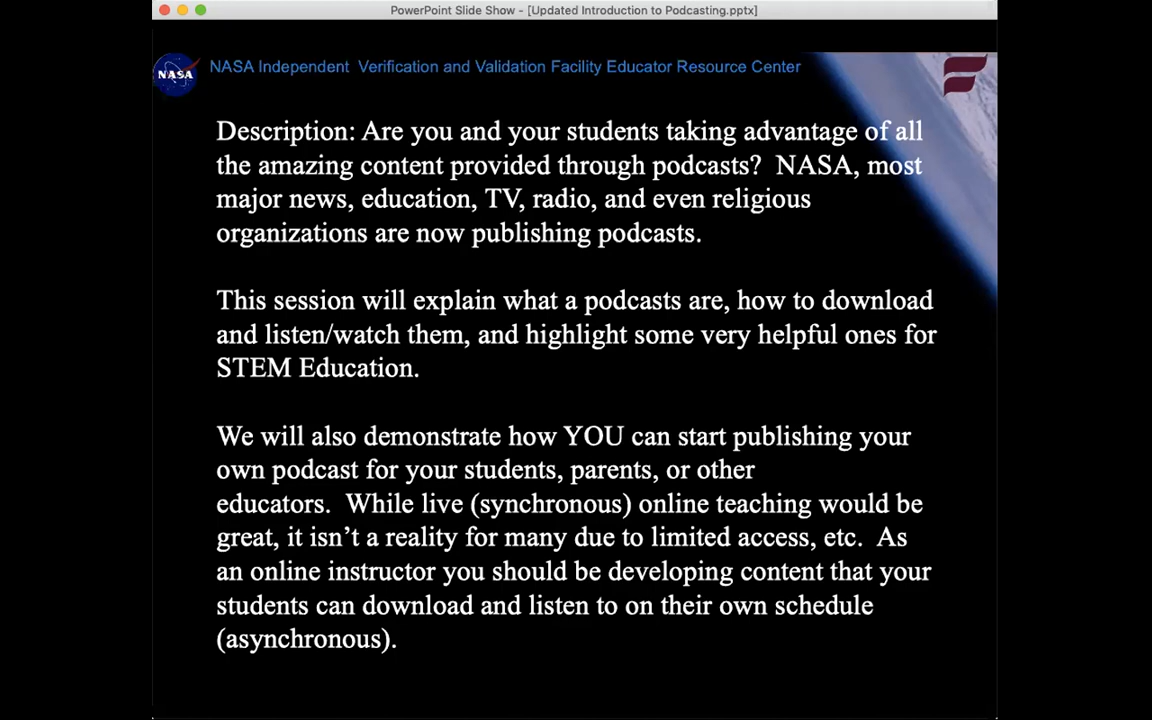 PowerPoint Slide Show - [Updated Introduction to Podcasting.pptx]
NASA
NASA Independent  Verification and Validation Facility Educator Resource Center
Description: Are you and your students taking advantage of all
the amazing content provided through podcasts?  NASA, most
major news, education, TV, radio, and even religious
organizations are now publishing podcasts.
This session will explain what a podcasts are, how to download
and listen/watch them, and highlight some very helpful ones for
STEM Education.
We will also demonstrate how YOU can start publishing your
own podcast for your students, parents, or other
educators.  While live (synchronous) online teaching would be
great, it isn’t a reality for many due to limited access, etc.  As
an online instructor you should be developing content that your
students can download and listen to on their own schedule
(asynchronous).